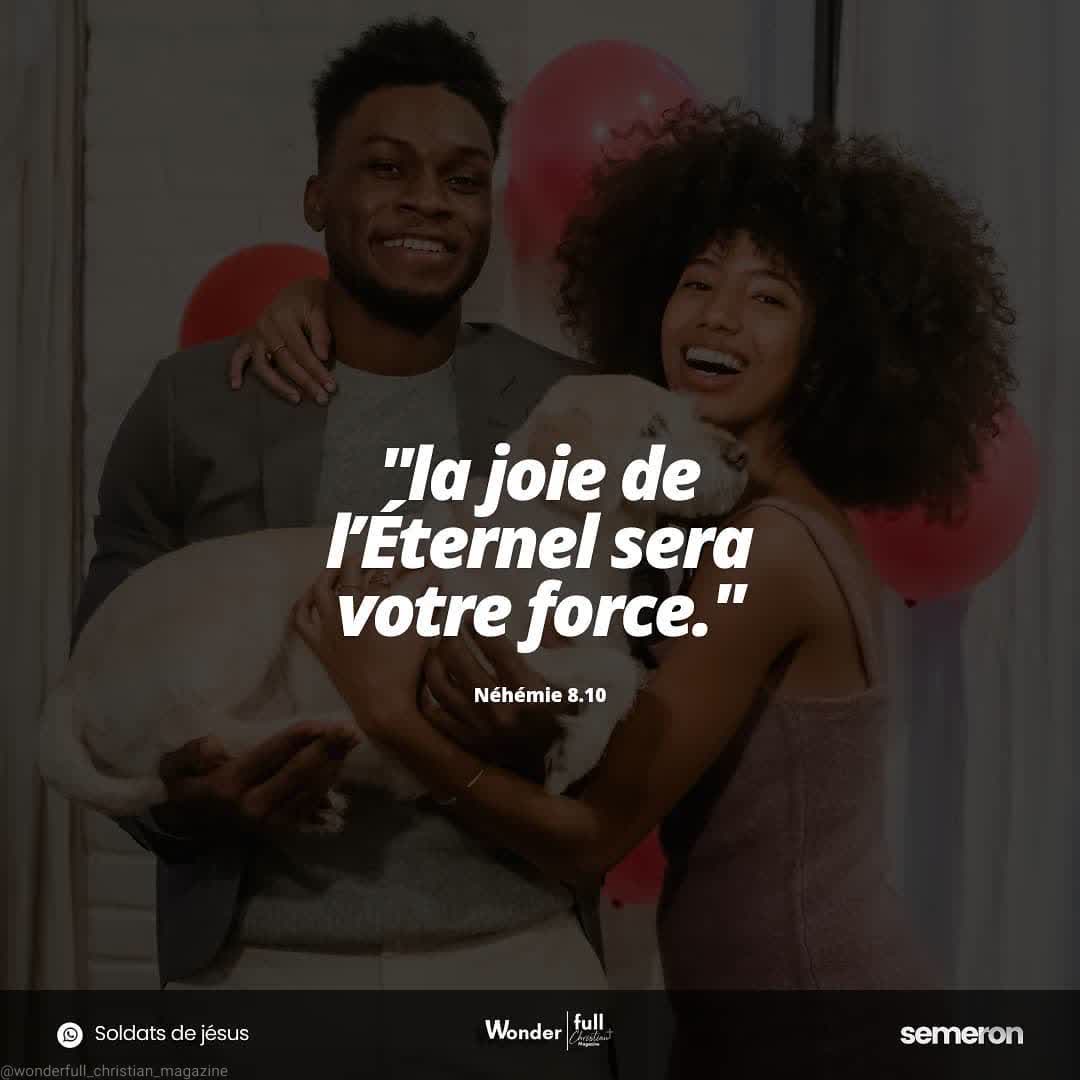 "la joie de
l’Éternel sera
votre force."
Néhémie 8.10
Soldats de jésus
Wonder full
Christian
Magazine
semeron
@wonderfull_christian_magazine